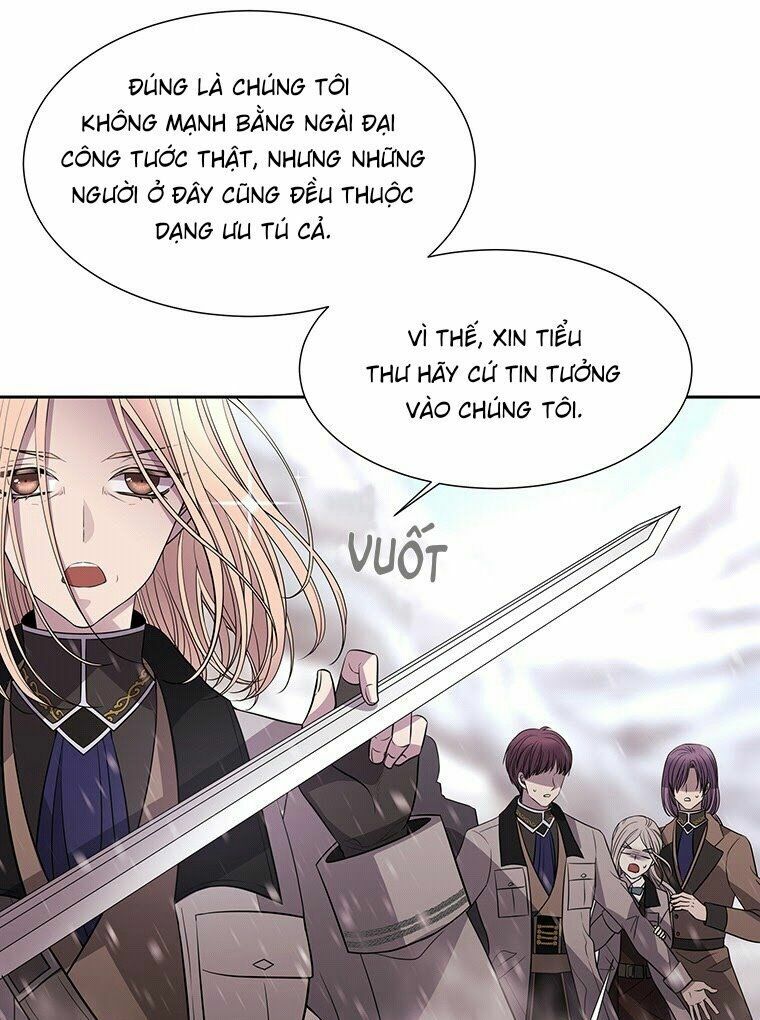 ĐÚNG LÀ CHÚNG TÔI
KHÔNG MẠNH BẰNG NGÀI ĐẠI
CÔNG TƯỚC THẬT, NHƯNG NHỮNG
NGƯỜI Ở ĐÂY CŨNG ĐỀU THUỘC
DẠNG ƯU TÚ CẢ.
VÌ THẾ, XIN TIỂU
THƯ HÃY CỨ TIN TƯỞNG
VÀO CHÚNG TÔI.
VUỐT